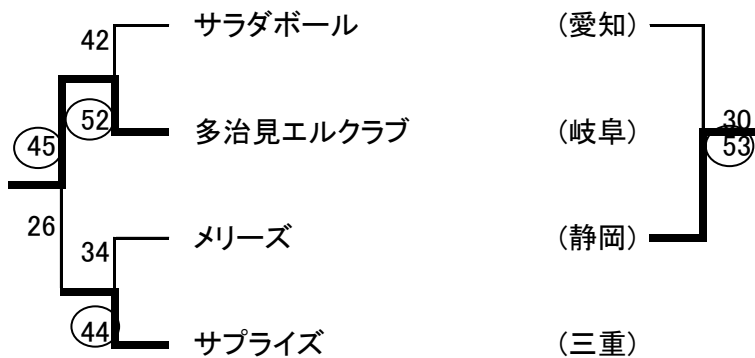 42 サラダボール (愛知)
52 多治見エルクラブ (岐阜) 30
45 53
26 34 メリーズ (静岡)
44 サプライズ (三重)